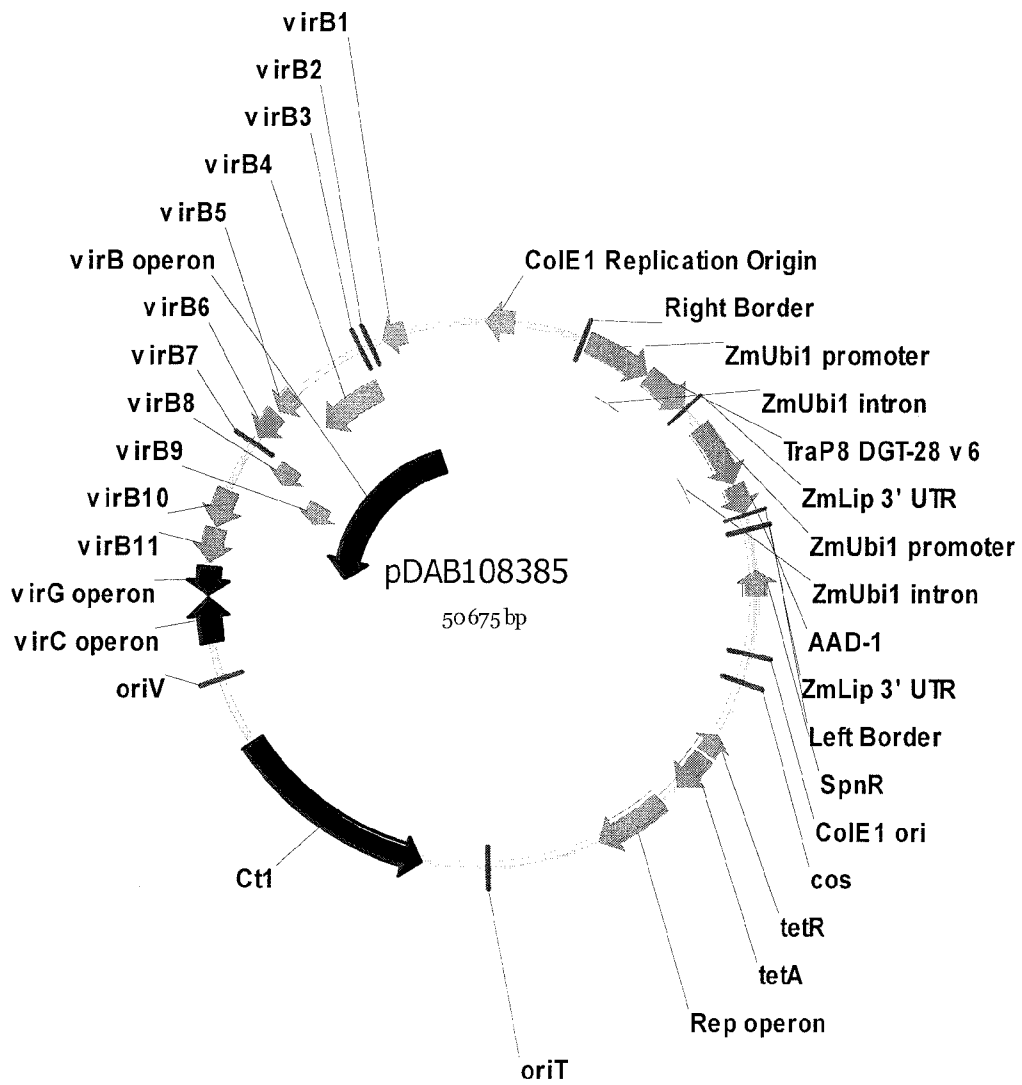 virB1
virB2
virB3
virB4
virB5
virB operon
virB6
virB7
virB8
virB9
virB10
virB11
virG operon
virC operon
oriV
Ct1
oriT
ColE1 Replication Origin
Right Border
ZmUbi1 promoter
ZmUbi1 intron
TraP8 DGT-28 v6
ZmLip 3' UTR
ZmUbi1 promoter
ZmUbi1 intron
AAD-1
ZmLip 3' UTR
Left Border
SpnR
ColE1 ori
cos
tetR
tetA
Rep operon
pDAB108385
50675 bp